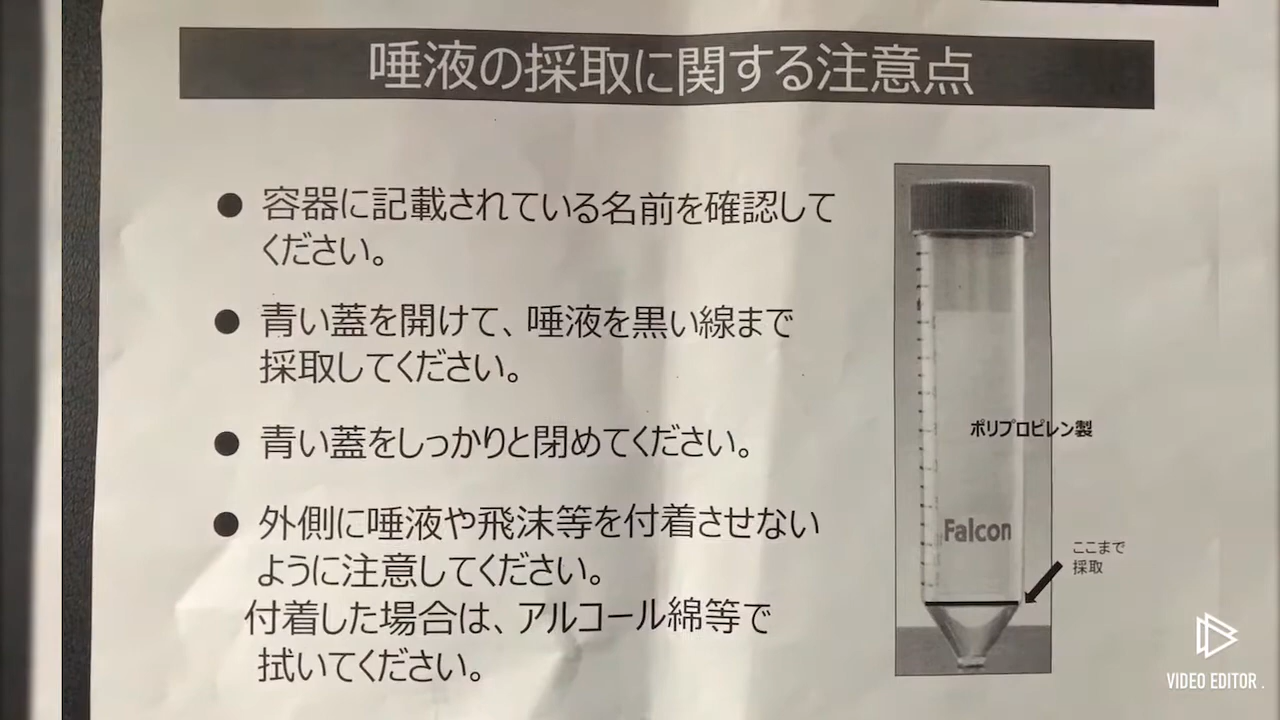 唾液の採取に関する注意点
● 容器に記載されている名前を確認して
ください。
● 青い蓋を開けて、唾液を黒い線まで
採取してください。
● 青い蓋をしっかりと閉めてください。
● 外側に唾液や飛沫等を付着させない
ように注意してください。
付着した場合は、アルコール綿等で
拭いてください。
ポリプロピレン製
Falcon
ここまで
採取
VIDEO EDITOR .